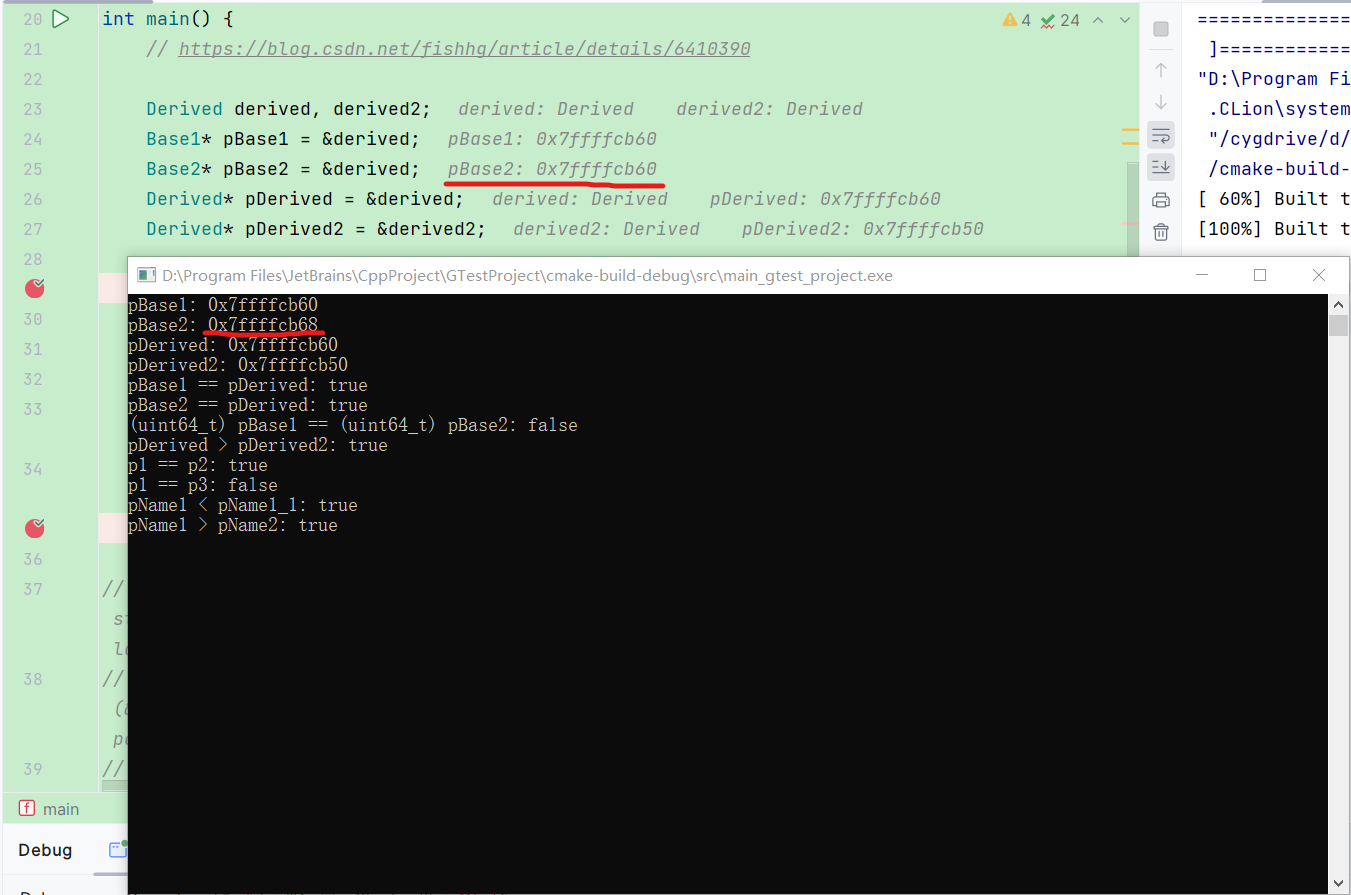 20 int main() { 4 24
21 // https://blog.csdn.net/fishhg/article/details/6410390
22
23 Derived derived, derived2; derived: Derived derived2: Derived
24 Base1* pBase1 = &derived; pBase1: 0x7ffffcb60
25 Base2* pBase2 = &derived; pBase2: 0x7ffffcb60
26 Derived* pDerived = &derived; derived: Derived pDerived: 0x7ffffcb60
27 Derived* pDerived2 = &derived2; derived2: Derived pDerived2: 0x7ffffcb50
28
30
31
32
33
34
36
37 //
38 //
39 //
f main
Debug
==============
]============
"D:\Program Fi
.CLion\system
"/cygdrive/d/
/cmake-build-
[ 60%] Built t
[100%] Built t
D:\Program Files\JetBrains\CppProject\GTestProject\cmake-build-debug\src\main_gtest_project.exe
pBase1: 0x7ffffcb60
pBase2: 0x7ffffcb68
pDerived: 0x7ffffcb60
pDerived2: 0x7ffffcb50
pBase1 == pDerived: true
pBase2 == pDerived: true
(uint64_t) pBase1 == (uint64_t) pBase2: false
pDerived > pDerived2: true
p1 == p2: true
p1 == p3: false
pName1 < pName1_1: true
pName1 > pName2: true